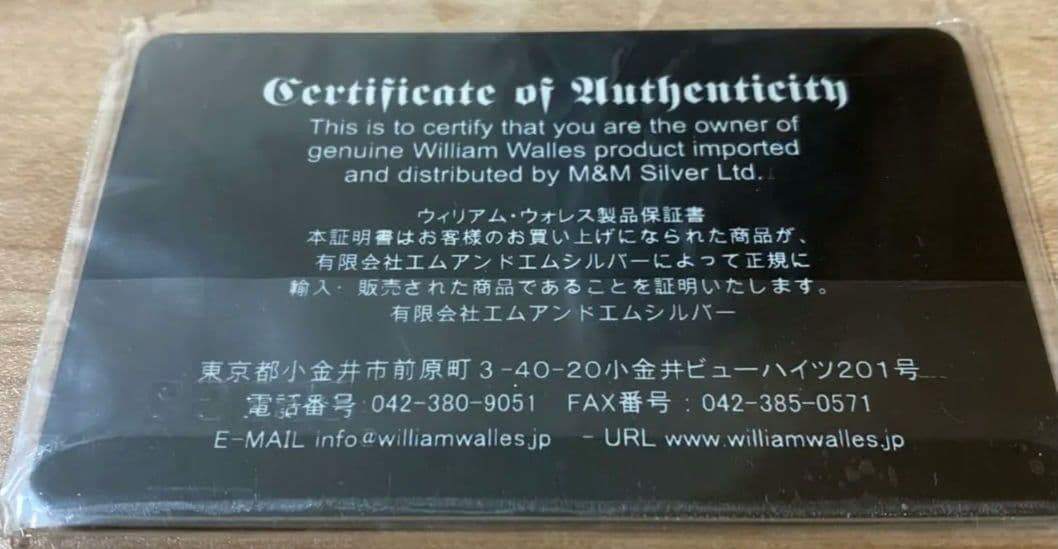 Certificate of Authenticity
This is to certify that you are the owner of
genuine William Walles product imported
and distributed by M&M Silver Ltd.
ウィリアム・ウォレス製品保証書
本証明書はお客様のお買い上げになられた商品が、
有限会社エムアンドエムシルバーによって正規に
輸入・販売された商品であることを証明いたします。
有限会社エムアンドエムシルバー
東京都小金井市前原町3-40-20小金井ビューハイツ201号
電話番号 042-380-9051 FAX番号：042-385-0571
E-MAIL info@williamwalles.jp - URL www.williamwalles.jp